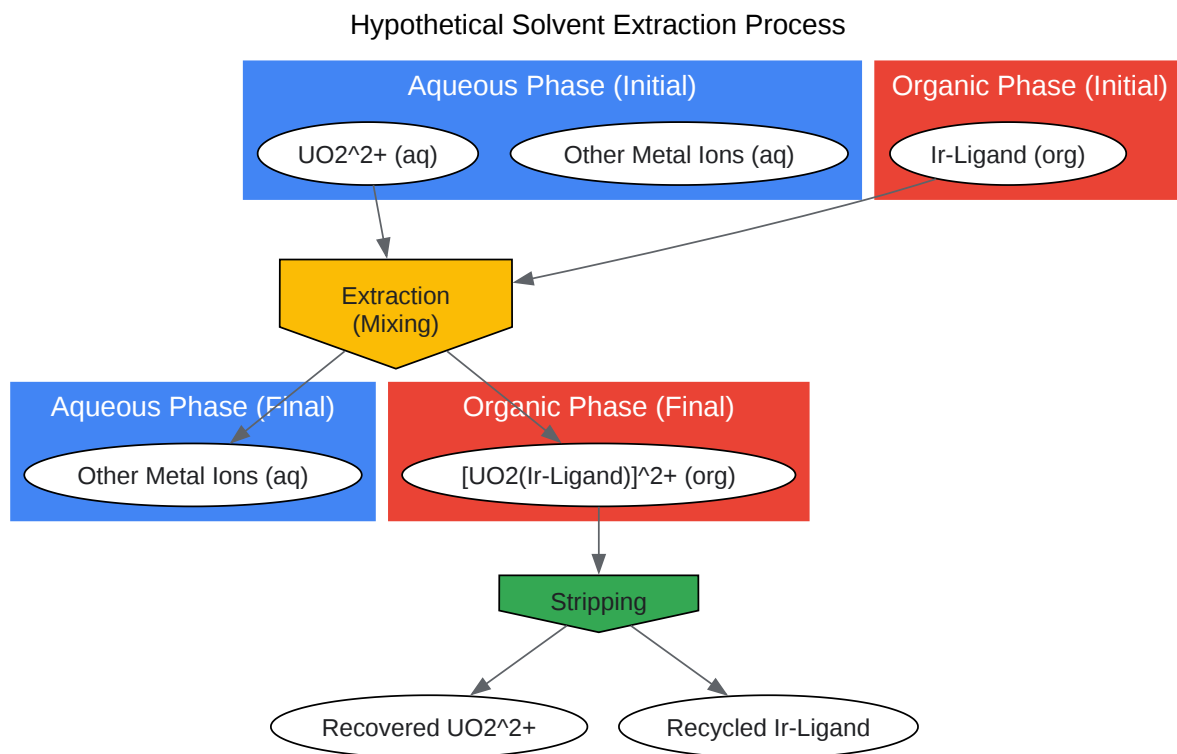 Hypothetical Solvent Extraction Process
Aqueous Phase (Initial)
Organic Phase (Initial)
UO2^2+ (aq)
Other Metal Ions (aq)
Ir-Ligand (org)
Extraction
(Mixing)
Aqueous Phase (Final)
Organic Phase (Final)
Other Metal Ions (aq)
[UO2(Ir-Ligand)]^2+ (org)
Stripping
Recovered UO2^2+
Recycled Ir-Ligand